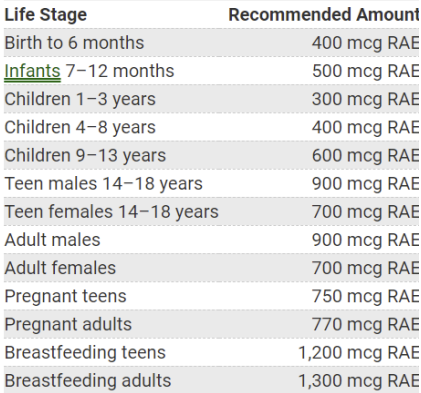 Life Stage Recommended Amount
Birth to 6 months 400 mcg RAE
Infants 7–12 months 500 mcg RAE
Children 1–3 years 300 mcg RAE
Children 4–8 years 400 mcg RAE
Children 9–13 years 600 mcg RAE
Teen males 14–18 years 900 mcg RAE
Teen females 14–18 years 700 mcg RAE
Adult males 900 mcg RAE
Adult females 700 mcg RAE
Pregnant teens 750 mcg RAE
Pregnant adults 770 mcg RAE
Breastfeeding teens 1,200 mcg RAE
Breastfeeding adults 1,300 mcg RAE